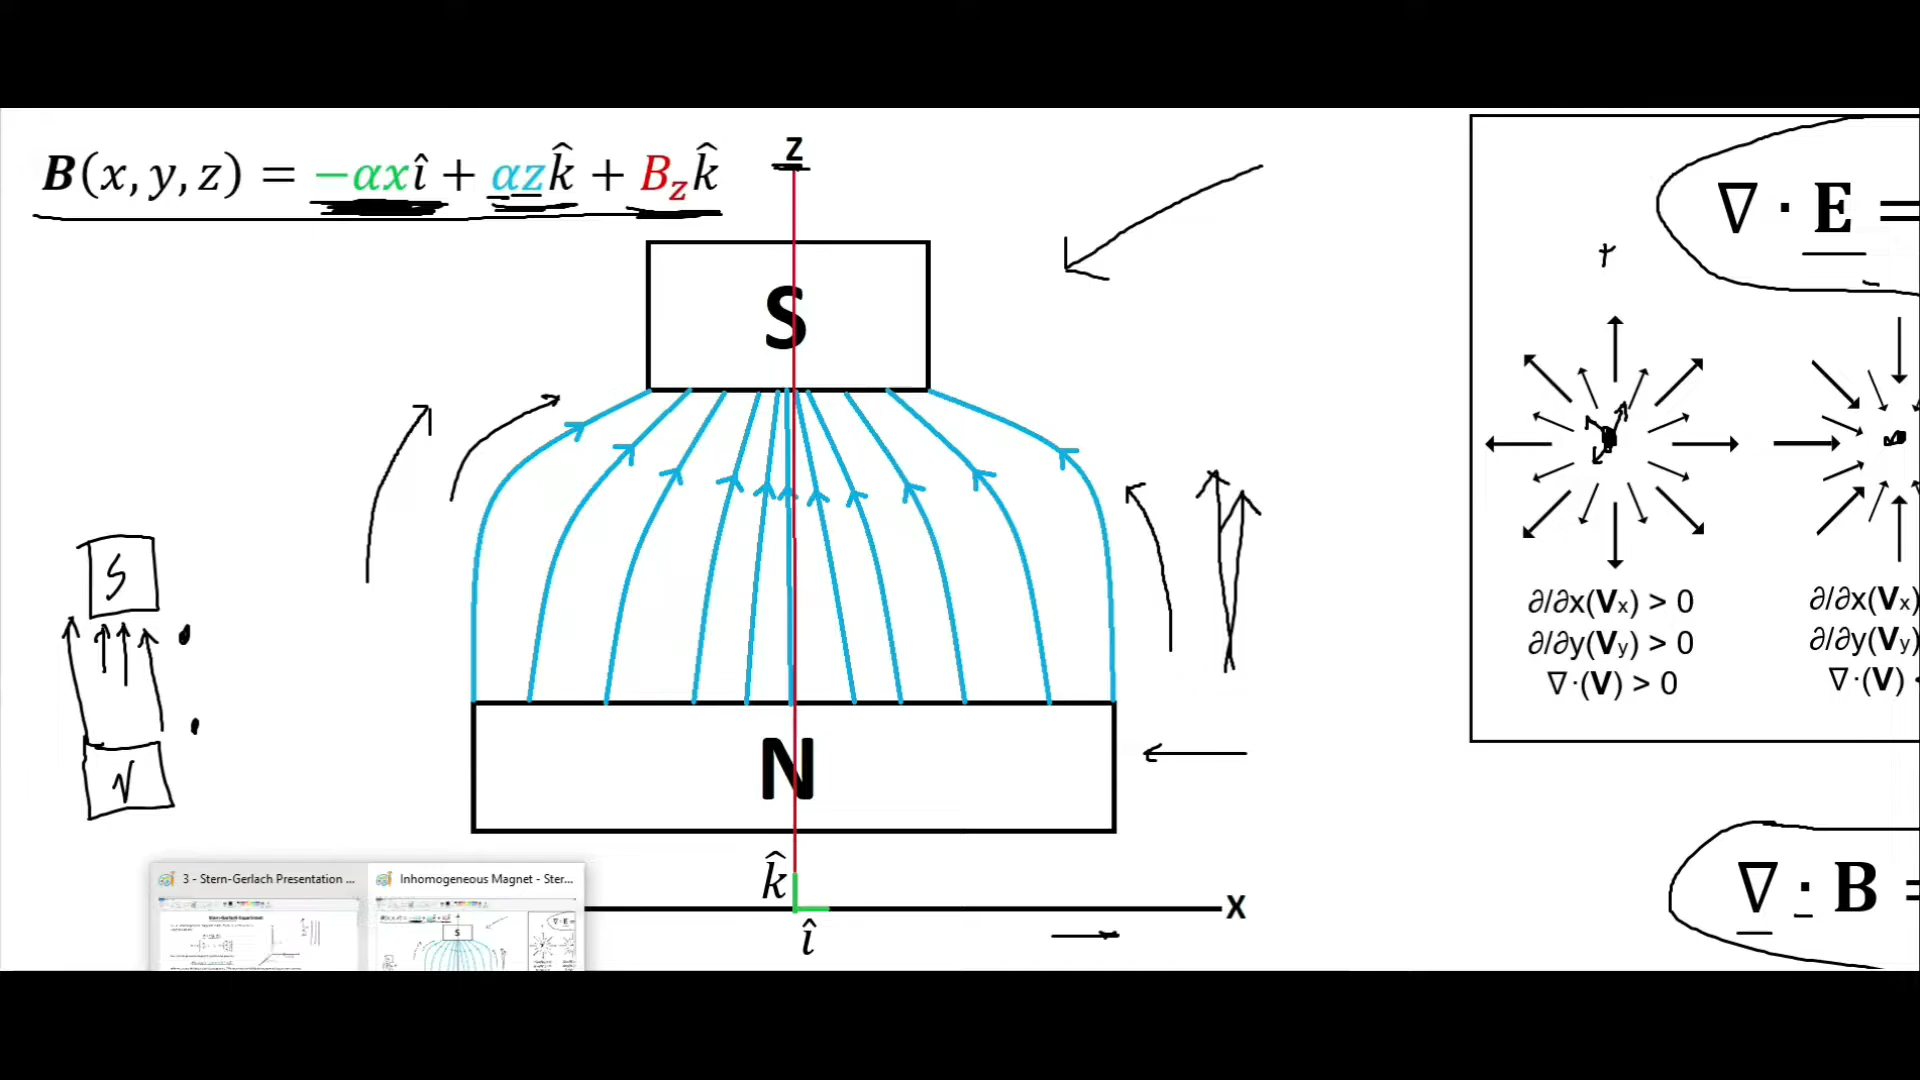 B(x, y, z) = −αxî + αzk̂ + B_z k̂
z
S
N
k̂
î
x
S
N
∇ · E =
∂/∂x(Vx) > 0
∂/∂y(Vy) > 0
∇·(V) > 0
∂/∂x(Vx)
∂/∂y(Vy)
∇·(V)
∇ · B =
3 - Stern-Gerlach Presentation ...
Inhomogeneous Magnet - Ster...